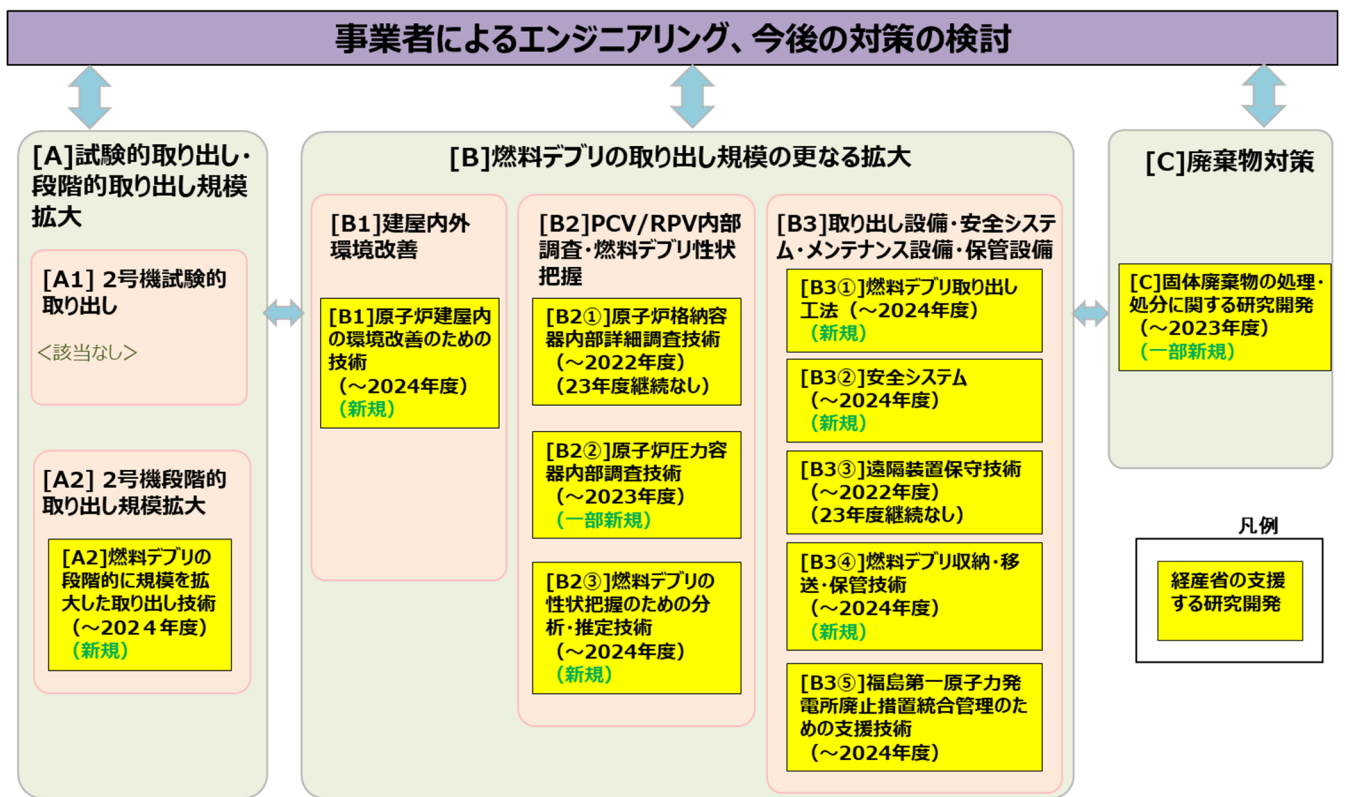 事業者によるエンジニアリング、今後の対策の検討
[A]試験的取り出し・
段階的取り出し規模
拡大
[A1] 2号機試験的
取り出し
＜該当なし＞
[A2] 2号機段階的
取り出し規模拡大
[A2]燃料デブリの
段階的に規模を拡
大した取り出し技術
（～2024年度）
（新規）
[B]燃料デブリの取り出し規模の更なる拡大
[B1]建屋内外
環境改善
[B1]原子炉建屋内
の環境改善のための
技術
（～2024年度）
（新規）
[B2]PCV/RPV内部
調査・燃料デブリ性状
把握
[B2①]原子炉格納容
器内部詳細調査技術
（～2022年度）
（23年度継続なし）
[B2②]原子炉圧力容
器内部調査技術
（～2023年度）
（一部新規）
[B2③]燃料デブリの
性状把握のための分
析・推定技術
（～2024年度）
（新規）
[B3]取り出し設備・安全システ
ム・メンテナンス設備・保管設備
[B3①]燃料デブリ取り出し
工法（～2024年度）
（新規）
[B3②]安全システム
（～2024年度）
（新規）
[B3③]遠隔装置保守技術
（～2022年度）
（23年度継続なし）
[B3④]燃料デブリ収納・移
送・保管技術
（～2024年度）
（新規）
[B3⑤]福島第一原子力発
電所廃止措置統合管理のた
めの支援技術
（～2024年度）
[C]廃棄物対策
[C]固体廃棄物の処理・
処分に関する研究開発
（～2023年度）
（一部新規）
凡例
経産省の支援
する研究開発